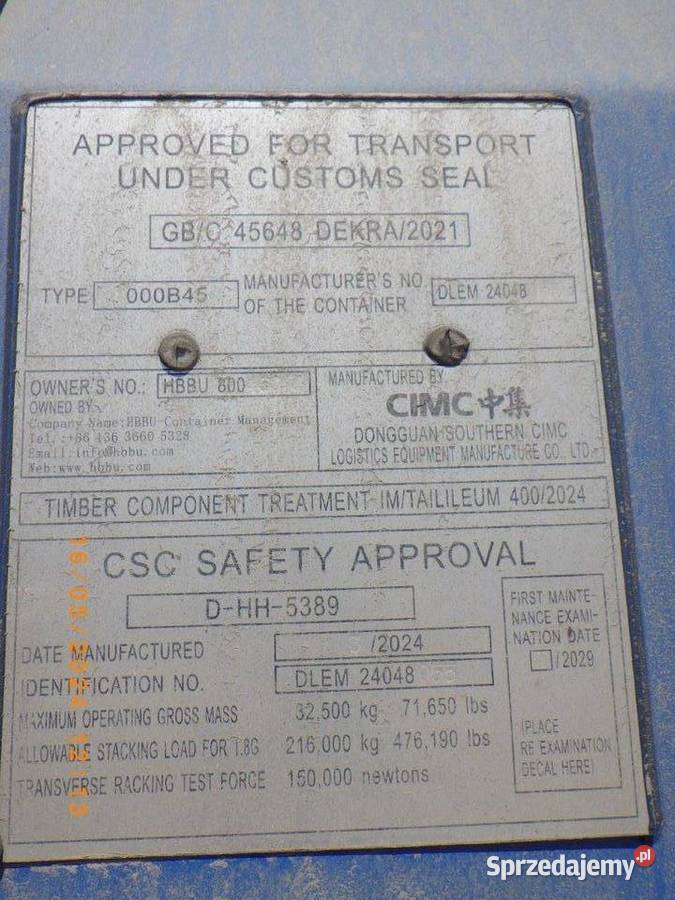 APPROVED FOR TRANSPORT
UNDER CUSTOMS SEAL
GB/C 45648 DEKRA/2021
TYPE 000B45 MANUFACTURER'S NO. OF THE CONTAINER DLEM 24048
OWNER'S NO.: HBBU 800
OWNED BY:
Company Name:HBBU Container Management
Tel.:+86 136 3660 5328
Email:info@hbbu.com
Web:www.hbbu.com
MANUFACTURED BY
CIMC中集
DONGGUAN SOUTHERN CIMC
LOGISTICS EQUIPMENT MANUFACTURE CO., LTD.
TIMBER COMPONENT TREATMENT IM/TAILILEUM 400/2024
CSC SAFETY APPROVAL
D-HH-5389
DATE MANUFACTURED /2024
IDENTIFICATION NO. DLEM 24048
MAXIMUM OPERATING GROSS MASS 32,500 kg 71,650 lbs
ALLOWABLE STACKING LOAD FOR 1.8G 216,000 kg 476,190 lbs
TRANSVERSE RACKING TEST FORCE 150,000 newtons
FIRST MAINTE-
NANCE EXAMI-
NATION DATE
/2029
(PLACE
RE EXAMINATION
DECAL HERE)
Sprzedajemy.pl